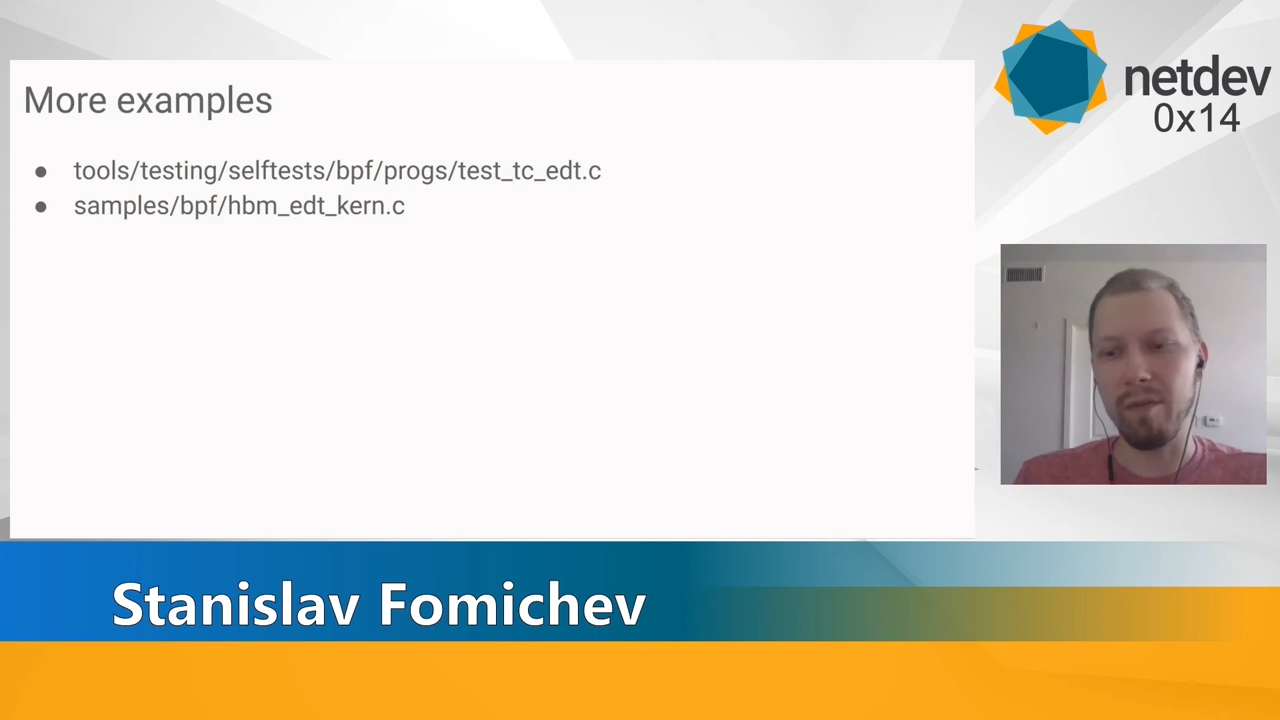 More examples
● tools/testing/selftests/bpf/progs/test_tc_edt.c
● samples/bpf/hbm_edt_kern.c
netdev
0x14
Stanislav Fomichev